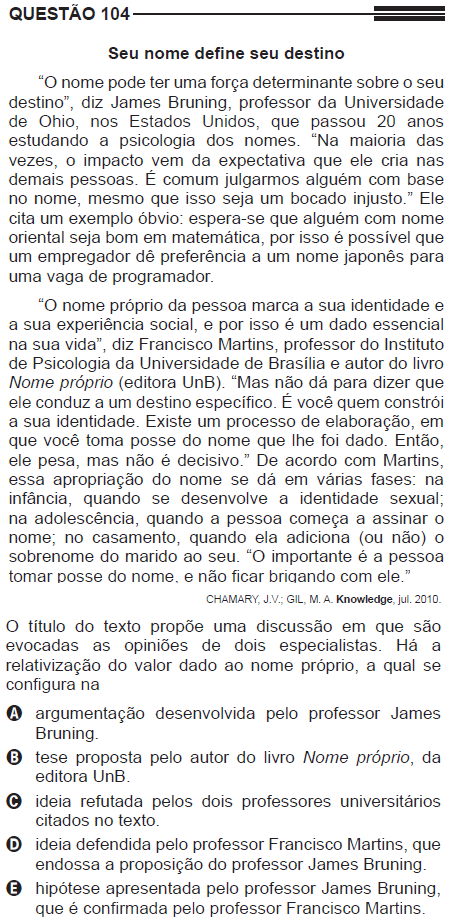 QUESTÃO 104
Seu nome define seu destino
“O nome pode ter uma força determinante sobre o seu
destino”, diz James Bruning, professor da Universidade
de Ohio, nos Estados Unidos, que passou 20 anos
estudando a psicologia dos nomes. “Na maioria das
vezes, o impacto vem da expectativa que ele cria nas
demais pessoas. É comum julgarmos alguém com base
no nome, mesmo que isso seja um bocado injusto.” Ele
cita um exemplo óbvio: espera-se que alguém com nome
oriental seja bom em matemática, por isso é possível que
um empregador dê preferência a um nome japonês para
uma vaga de programador.
“O nome próprio da pessoa marca a sua identidade e
a sua experiência social, e por isso é um dado essencial
na sua vida”, diz Francisco Martins, professor do Instituto
de Psicologia da Universidade de Brasília e autor do livro
Nome próprio (editora UnB). “Mas não dá para dizer que
ele conduz a um destino específico. É você quem constrói
a sua identidade. Existe um processo de elaboração, em
que você toma posse do nome que lhe foi dado. Então,
ele pesa, mas não é decisivo.” De acordo com Martins,
essa apropriação do nome se dá em várias fases: na
infância, quando se desenvolve a identidade sexual;
na adolescência, quando a pessoa começa a assinar o
nome; no casamento, quando ela adiciona (ou não) o
sobrenome do marido ao seu. “O importante é a pessoa
tomar posse do nome, e não ficar brigando com ele.”
CHAMARY, J.V.; GIL, M. A. Knowledge, jul. 2010.
O título do texto propõe uma discussão em que são
evocadas as opiniões de dois especialistas. Há a
relativização do valor dado ao nome próprio, a qual se
configura na
A argumentação desenvolvida pelo professor James
Bruning.
B tese proposta pelo autor do livro Nome próprio, da
editora UnB.
C ideia refutada pelos dois professores universitários
citados no texto.
D ideia defendida pelo professor Francisco Martins, que
endossa a proposição do professor James Bruning.
E hipótese apresentada pelo professor James Bruning,
que é confirmada pelo professor Francisco Martins.